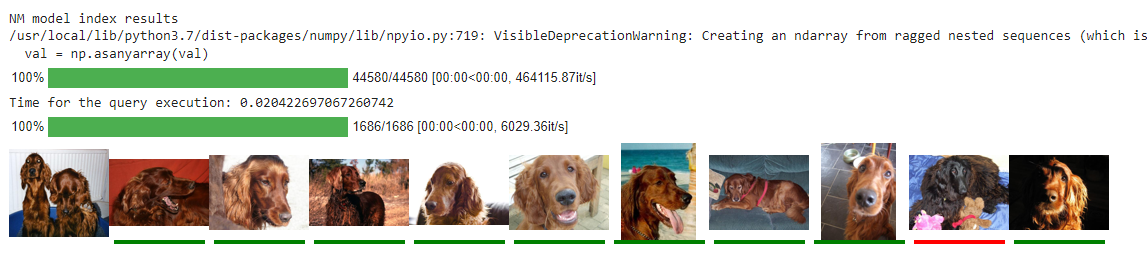 NM model index results
/usr/local/lib/python3.7/dist-packages/numpy/lib/npyio.py:719: VisibleDeprecationWarning: Creating an ndarray from ragged nested sequences (which is
val = np.asanyarray(val)
100% 44580/44580 [00:00<00:00, 464115.87it/s]
Time for the query execution: 0.020422697067260742
100% 1686/1686 [00:00<00:00, 6029.36it/s]